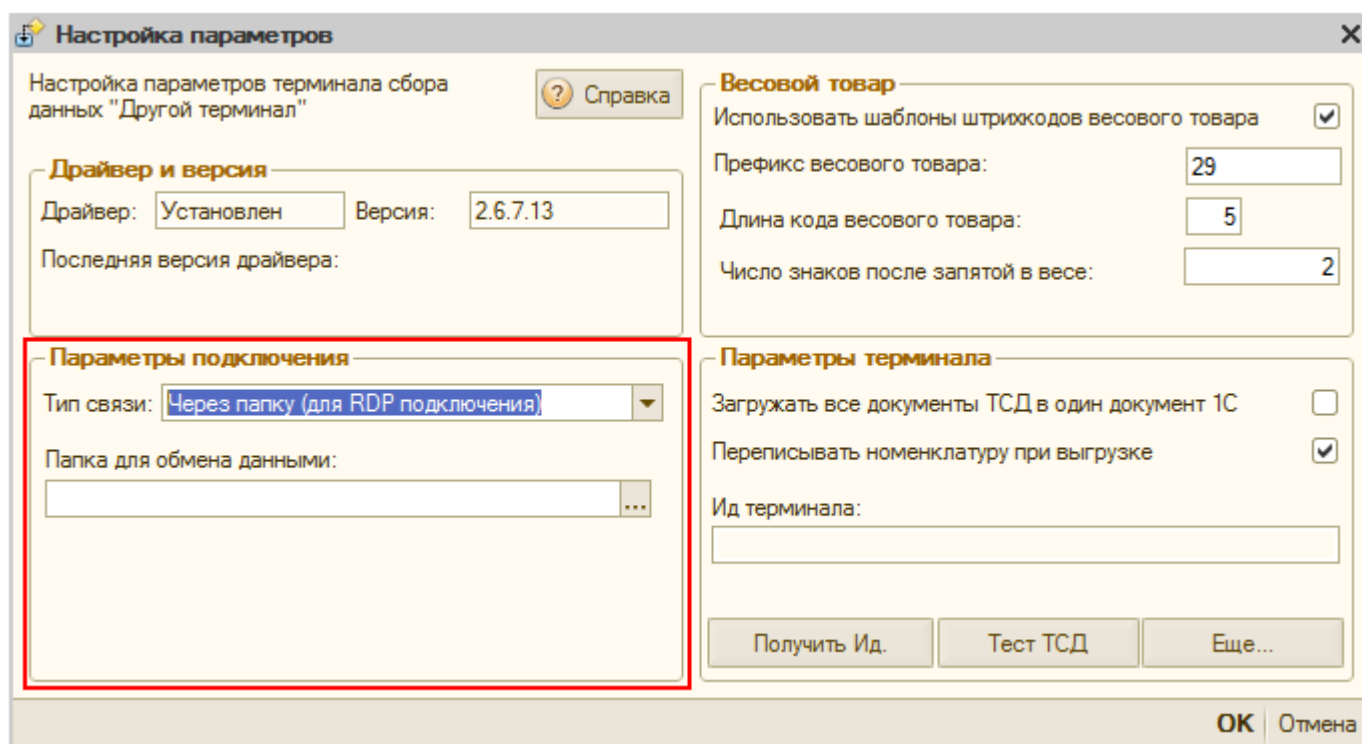 Настройка параметров
Настройка параметров терминала сбора
данных "Другой терминал"
? Справка
Драйвер и версия
Драйвер: Установлен Версия: 2.6.7.13
Последняя версия драйвера:
Параметры подключения
Тип связи: Через папку (для RDP подключения)
Папка для обмена данными:
...
Весовой товар
Использовать шаблоны штрихкодов весового товара
Префикс весового товара: 29
Длина кода весового товара: 5
Число знаков после запятой в весе: 2
Параметры терминала
Загружать все документы ТСД в один документ 1С
Переписывать номенклатуру при выгрузке
Ид терминала:
Получить Ид. Тест ТСД Еще...
OK Отмена